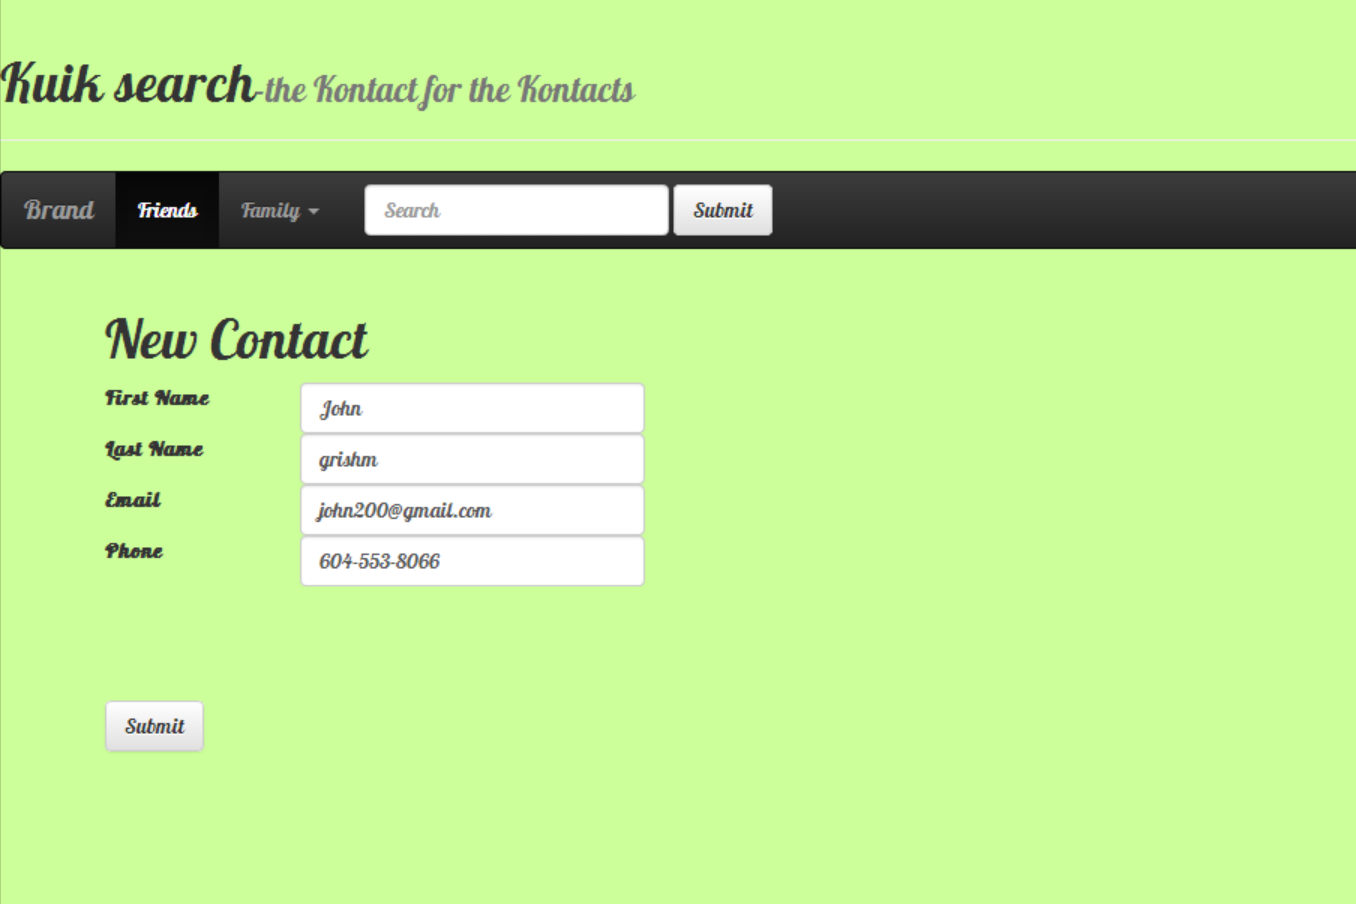 Kuik search-the Kontact for the Kontacts
Brand Friends Family Search Submit
New Contact
First Name John
Last Name grishm
Email john200@gmail.com
Phone 604-553-8066
Submit